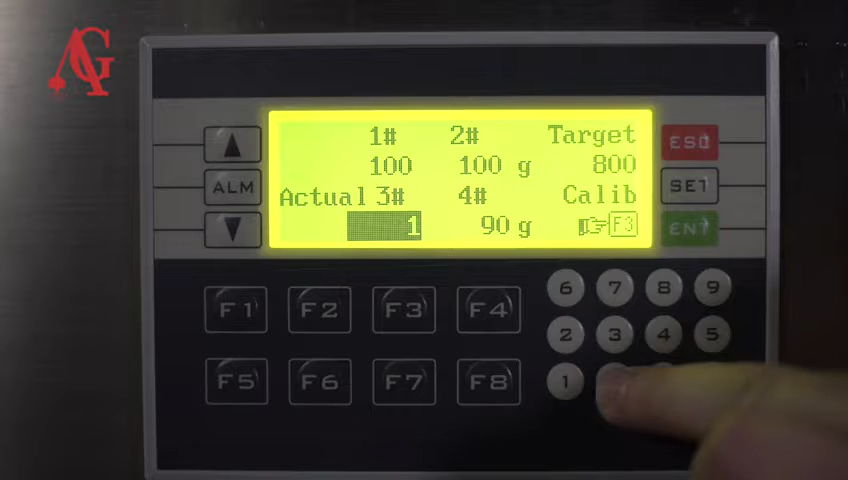 AG
1# 2# Target
100 100 g 800
Actual 3# 4# Calib
1 90 g F3
ALM
ESC
SET
ENT
F1 F2 F3 F4
F5 F6 F7 F8
6 7 8 9
2 3 4 5
1